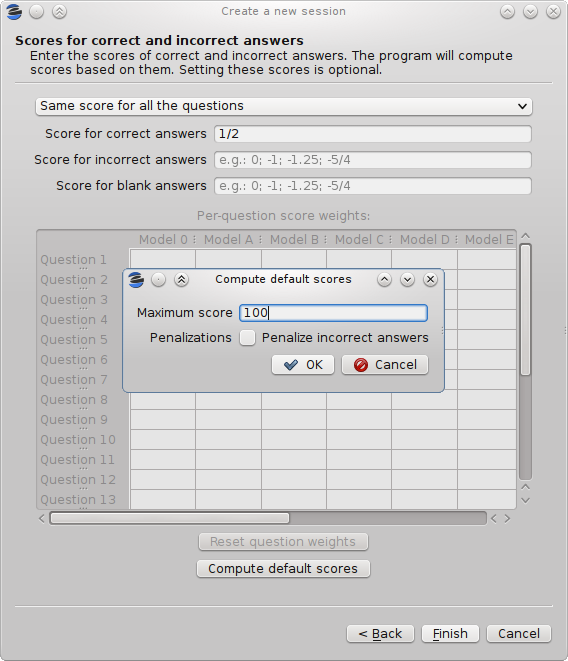 Create a new session
Scores for correct and incorrect answers
Enter the scores of correct and incorrect answers. The program will compute
scores based on them. Setting these scores is optional.
Same score for all the questions
Score for correct answers 1/2
Score for incorrect answers e.g.: 0; -1; -1.25; -5/4
Score for blank answers e.g.: 0; -1; -1.25; -5/4
Per-question score weights:
Model 0 Model A Model B Model C Model D Model E
Question 1
Question 2
Question 3
Question 4
Question 5
Question 6
Question 7
Question 8
Question 9
Question 10
Question 11
Question 12
Question 13
Compute default scores
Maximum score 100
Penalizations Penalize incorrect answers
OK Cancel
Reset question weights
Compute default scores
< Back Finish Cancel